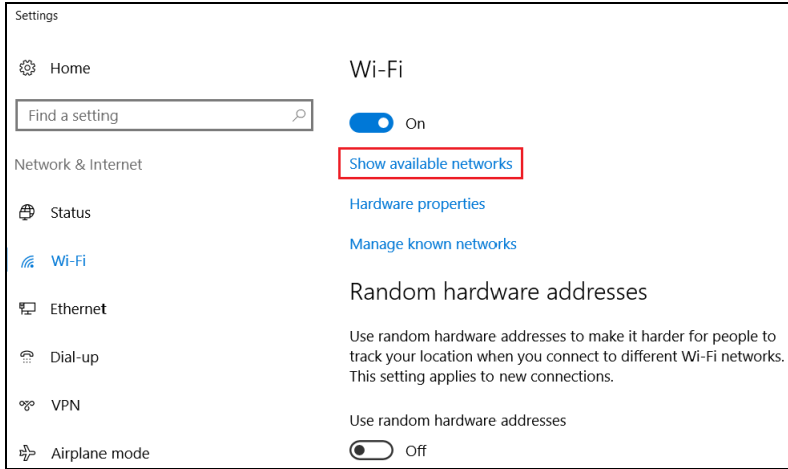 Settings
Home
Find a setting
Network & Internet
Status
Wi-Fi
Ethernet
Dial-up
VPN
Airplane mode
Wi-Fi
On
Show available networks
Hardware properties
Manage known networks
Random hardware addresses
Use random hardware addresses to make it harder for people to
track your location when you connect to different Wi-Fi networks.
This setting applies to new connections.
Use random hardware addresses
Off